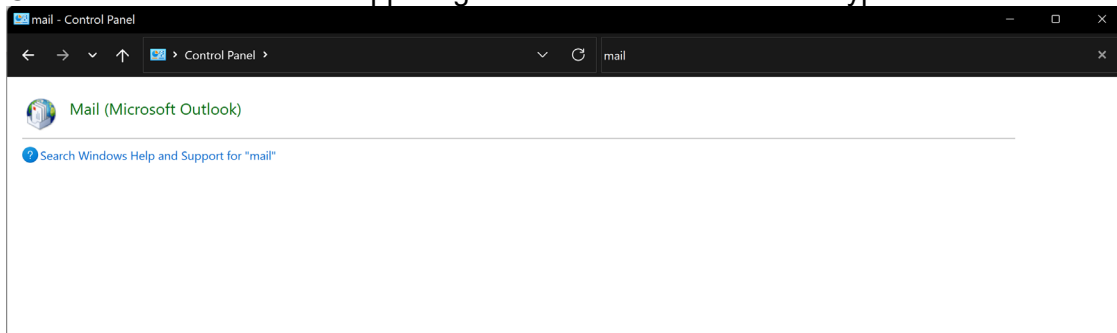 mail - Control Panel
Control Panel
mail
Mail (Microsoft Outlook)
Search Windows Help and Support for "mail"